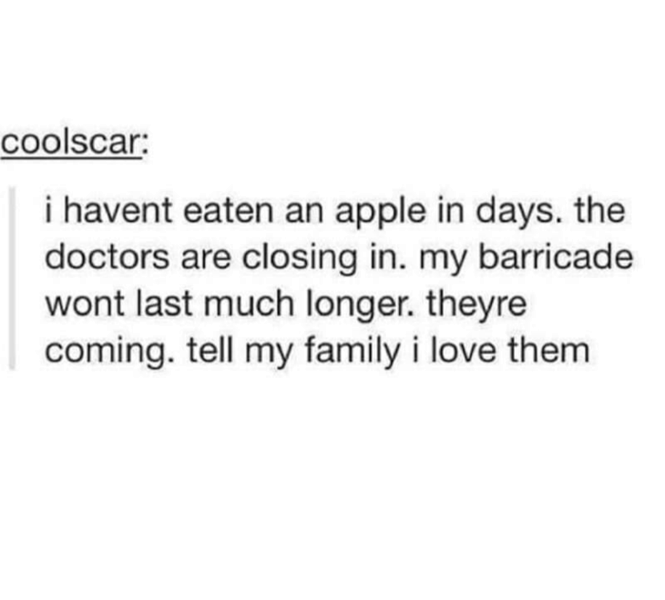 coolscar:
i havent eaten an apple in days. the
doctors are closing in. my barricade
wont last much longer. theyre
coming. tell my family i love them